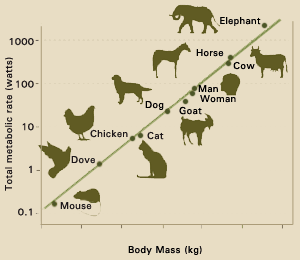 Elephant
Horse
Cow
Man
Woman
Dog
Goat
Chicken
Cat
Dove
Mouse
1000
100
10
1
0.1
Total metabolic rate (watts)
Body Mass (kg)